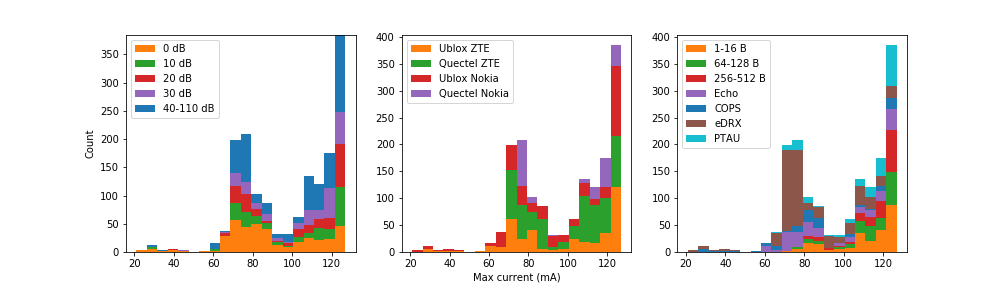 Count
350
300
250
200
150
100
50
0
0 dB
10 dB
20 dB
30 dB
40-110 dB
20 40 60 80 100 120
400
350
300
250
200
150
100
50
0
Ublox ZTE
Quectel ZTE
Ublox Nokia
Quectel Nokia
20 40 60 80 100 120
Max current (mA)
400
350
300
250
200
150
100
50
0
1-16 B
64-128 B
256-512 B
Echo
COPS
eDRX
PTAU
20 40 60 80 100 120